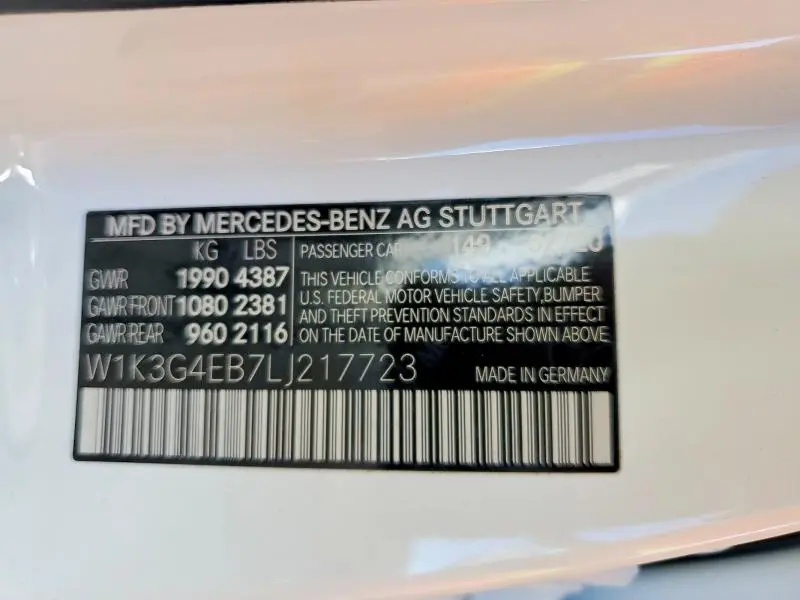 MFD BY MERCEDES-BENZ AG STUTTGART
KG LBS
GVWR 1990 4387
GAWR FRONT 1080 2381
GAWR REAR 960 2116
PASSENGER CAR 149
THIS VEHICLE CONFORMS TO ALL APPLICABLE
U.S. FEDERAL MOTOR VEHICLE SAFETY, BUMPER
AND THEFT PREVENTION STANDARDS IN EFFECT
ON THE DATE OF MANUFACTURE SHOWN ABOVE
W1K3G4EB7LJ217723
MADE IN GERMANY